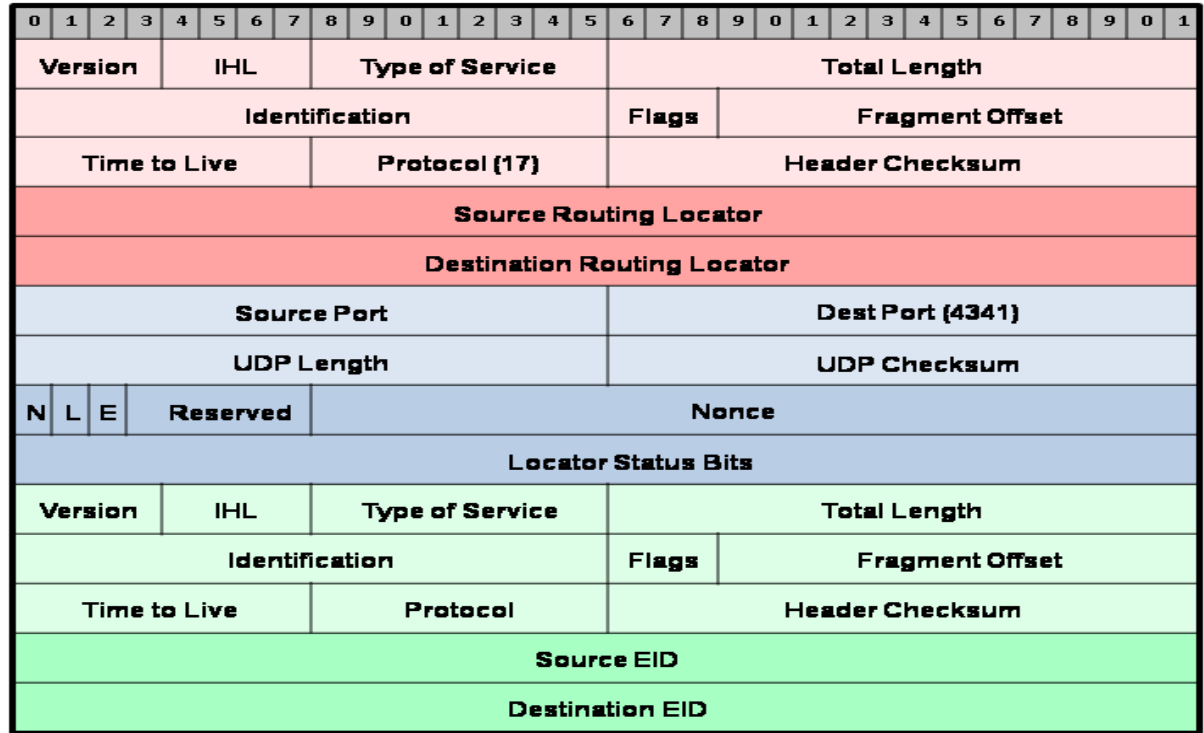 0 1 2 3 4 5 6 7 8 9 0 1 2 3 4 5 6 7 8 9 0 1 2 3 4 5 6 7 8 9 0 1
Version IHL Type of Service Total Length
Identification Flags Fragment Offset
Time to Live Protocol (17) Header Checksum
Source Routing Locator
Destination Routing Locator
Source Port Dest Port (4341)
UDP Length UDP Checksum
N L E Reserved Nonce
Locator Status Bits
Version IHL Type of Service Total Length
Identification Flags Fragment Offset
Time to Live Protocol Header Checksum
Source EID
Destination EID